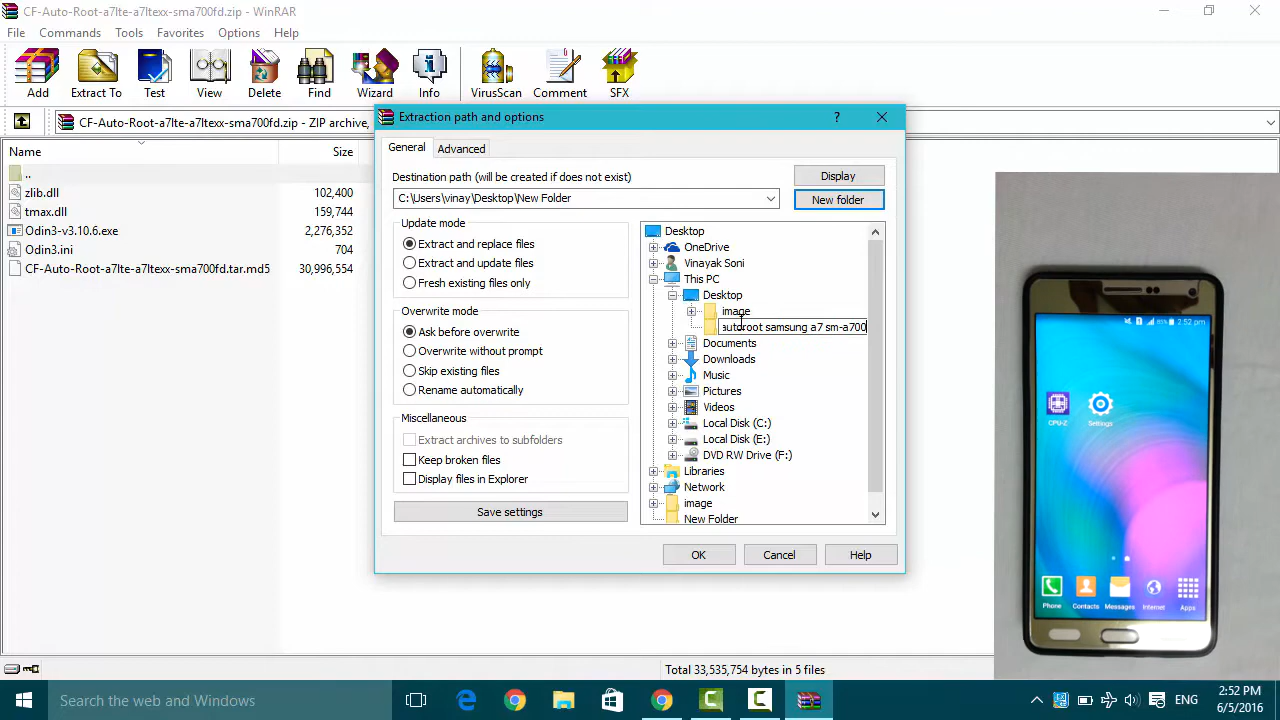 CF-Auto-Root-a7lte-a7ltexx-sma700fd.zip - WinRAR
File Commands Tools Favorites Options Help
Add Extract To Test View Delete Find Wizard Info VirusScan Comment SFX
CF-Auto-Root-a7lte-a7ltexx-sma700fd.zip - ZIP archive,
Name Size
..
zlib.dll 102,400
tmax.dll 159,744
Odin3-v3.10.6.exe 2,276,352
Odin3.ini 704
CF-Auto-Root-a7lte-a7ltexx-sma700fd.tar.md5 30,996,554
Extraction path and options ?
General Advanced
Destination path (will be created if does not exist)
Display
C:\Users\vinay\Desktop\New Folder
New folder
Update mode
Extract and replace files
Extract and update files
Fresh existing files only
Overwrite mode
Ask before overwrite
Overwrite without prompt
Skip existing files
Rename automatically
Miscellaneous
Extract archives to subfolders
Keep broken files
Display files in Explorer
Save settings
Desktop
OneDrive
Vinayak Soni
This PC
Desktop
image
autoroot samsung a7 sm-a700
Documents
Downloads
Music
Pictures
Videos
Local Disk (C:)
Local Disk (E:)
DVD RW Drive (F:)
Libraries
Network
image
New Folder
OK Cancel Help
2:52 pm
CPU-Z Settings
Phone Contacts Messages Internet Apps
Total 33,535,754 bytes in 5 files
Search the web and Windows
ENG
2:52 PM
6/5/2016